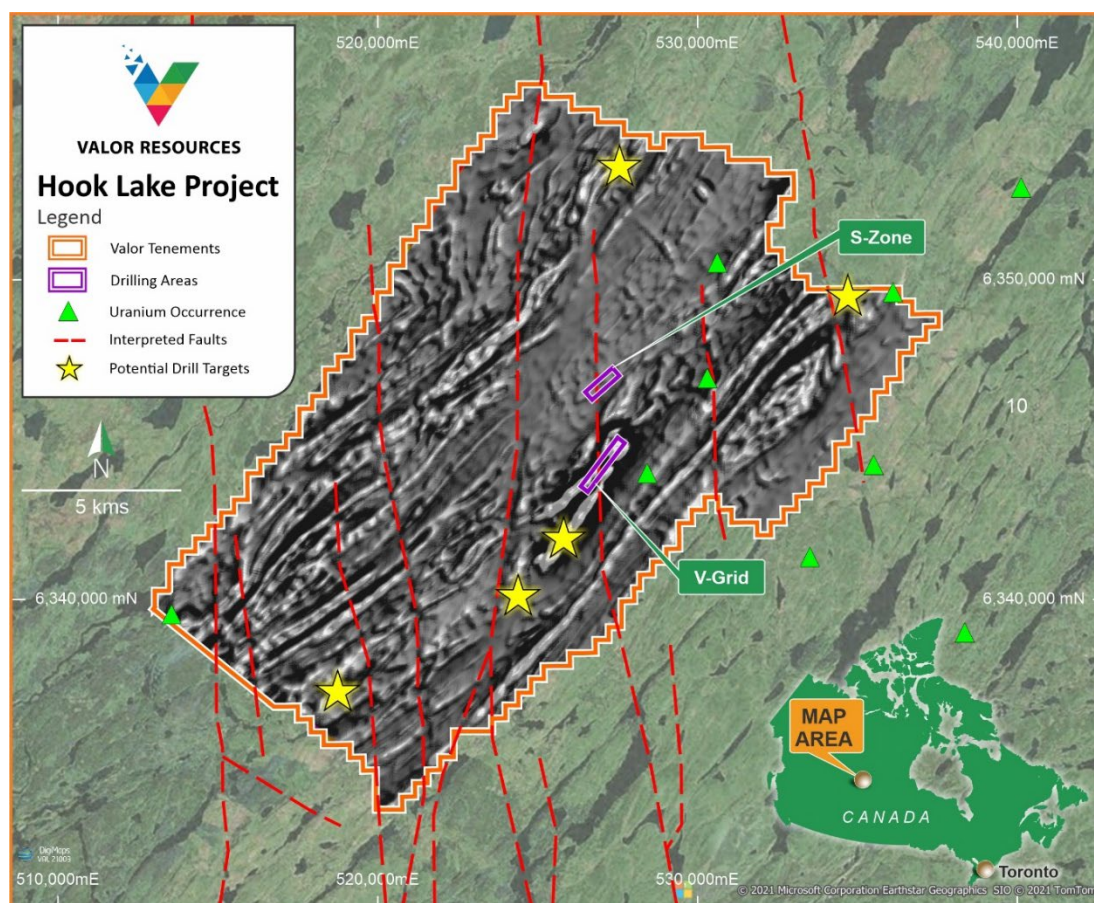 520,000mE
530,000mE
540,000mE
VALOR RESOURCES
Hook Lake Project
Legend
Valor Tenements
Drilling Areas
Uranium Occurrence
Interpreted Faults
Potential Drill Targets
S-Zone
6,350,000 mN
10
N
5 kms
V-Grid
6,340,000 mN
6,340,000 mN
MAP
AREA
CANADA
DigiMaps
VAL 21003
Toronto
510,000mE
520,000mE
530,000mE
© 2021 Microsoft Corporation Earthstar Geographics SIO © 2021 TomTom